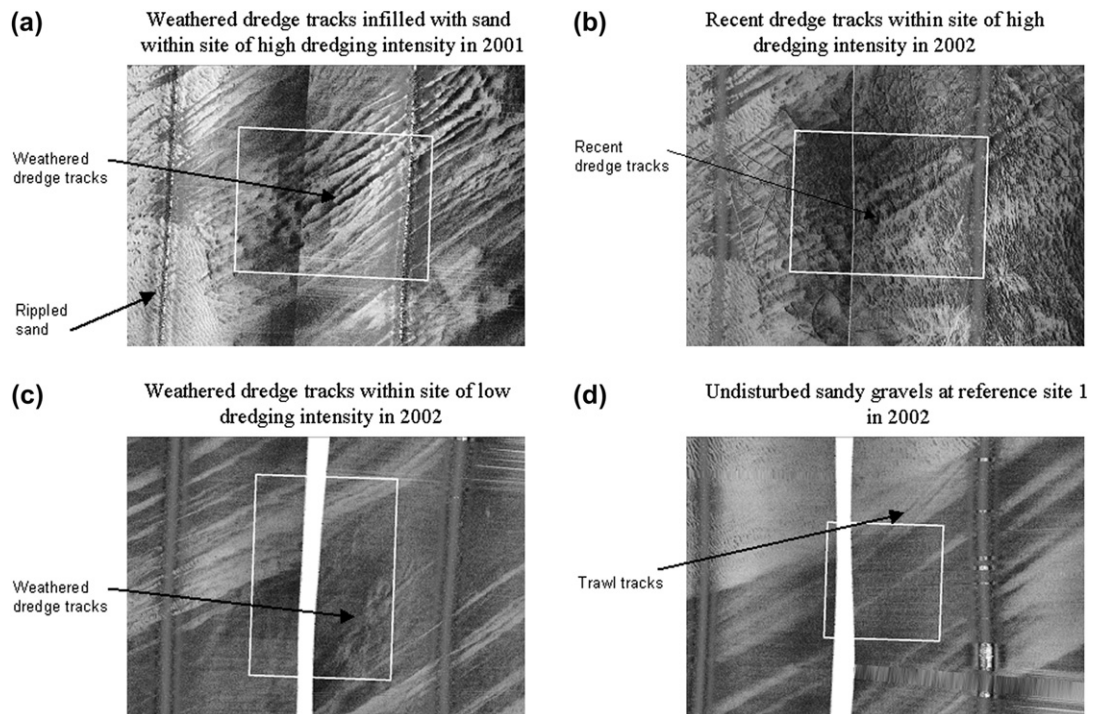 (a)
Weathered dredge tracks infilled with sand
within site of high dredging intensity in 2001
Weathered
dredge tracks
Rippled
sand
(b)
Recent dredge tracks within site of high
dredging intensity in 2002
Recent
dredge tracks
(c)
Weathered dredge tracks within site of low
dredging intensity in 2002
Weathered
dredge tracks
(d)
Undisturbed sandy gravels at reference site 1
in 2002
Trawl tracks